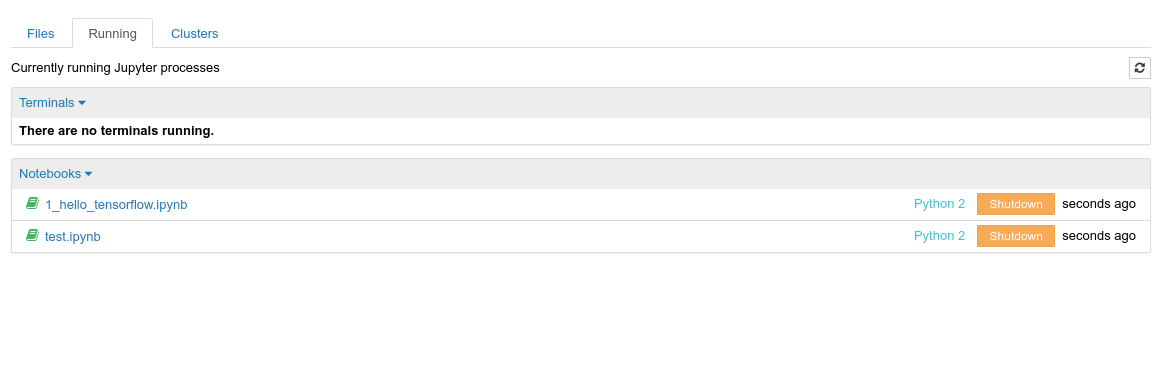 Files Running Clusters
Currently running Jupyter processes
Terminals
There are no terminals running.
Notebooks
1_hello_tensorflow.ipynb Python 2 Shutdown seconds ago
test.ipynb Python 2 Shutdown seconds ago